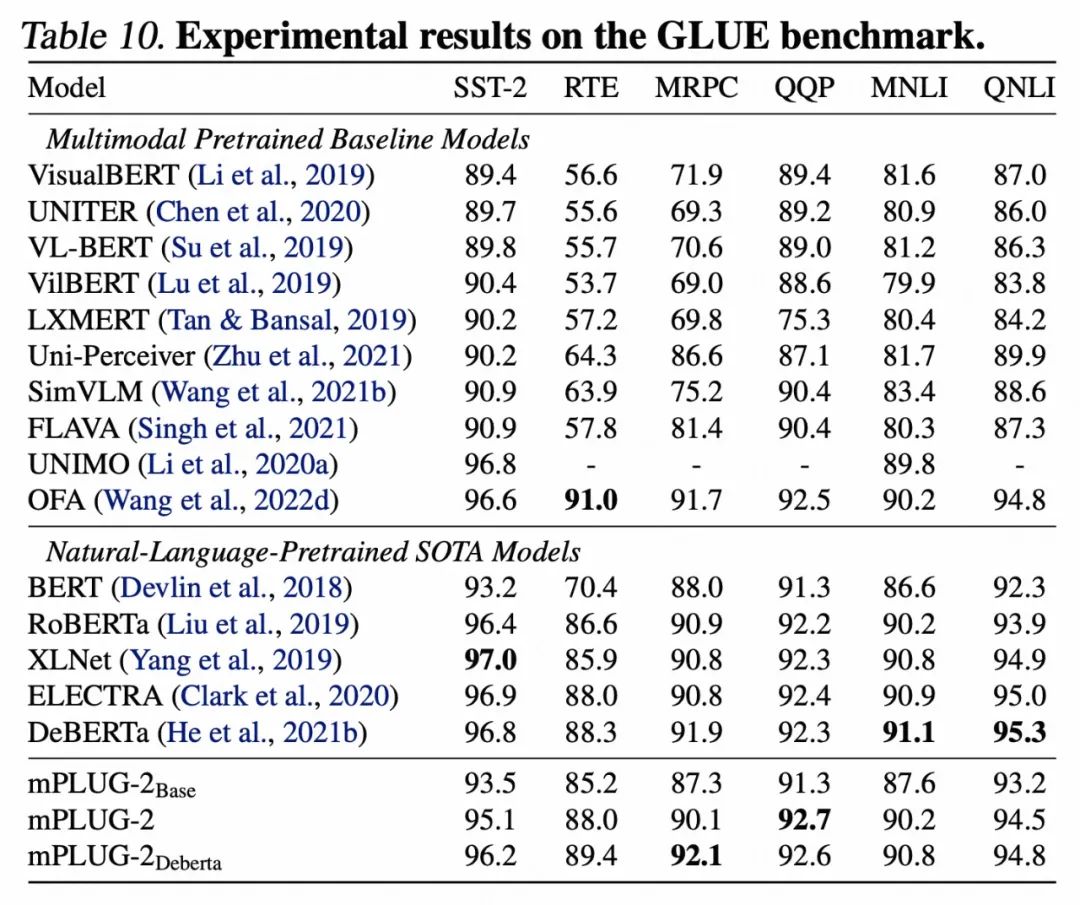 Table 10. Experimental results on the GLUE benchmark.
Model SST-2 RTE MRPC QQP MNLI QNLI
Multimodal Pretrained Baseline Models
VisualBERT (Li et al., 2019) 89.4 56.6 71.9 89.4 81.6 87.0
UNITER (Chen et al., 2020) 89.7 55.6 69.3 89.2 80.9 86.0
VL-BERT (Su et al., 2019) 89.8 55.7 70.6 89.0 81.2 86.3
VilBERT (Lu et al., 2019) 90.4 53.7 69.0 88.6 79.9 83.8
LXMERT (Tan & Bansal, 2019) 90.2 57.2 69.8 75.3 80.4 84.2
Uni-Perceiver (Zhu et al., 2021) 90.2 64.3 86.6 87.1 81.7 89.9
SimVLM (Wang et al., 2021b) 90.9 63.9 75.2 90.4 83.4 88.6
FLAVA (Singh et al., 2021) 90.9 57.8 81.4 90.4 80.3 87.3
UNIMO (Li et al., 2020a) 96.8 - - - 89.8 -
OFA (Wang et al., 2022d) 96.6 91.0 91.7 92.5 90.2 94.8
Natural-Language-Pretrained SOTA Models
BERT (Devlin et al., 2018) 93.2 70.4 88.0 91.3 86.6 92.3
RoBERTa (Liu et al., 2019) 96.4 86.6 90.9 92.2 90.2 93.9
XLNet (Yang et al., 2019) 97.0 85.9 90.8 92.3 90.8 94.9
ELECTRA (Clark et al., 2020) 96.9 88.0 90.8 92.4 90.9 95.0
DeBERTa (He et al., 2021b) 96.8 88.3 91.9 92.3 91.1 95.3
mPLUG-2Base 93.5 85.2 87.3 91.3 87.6 93.2
mPLUG-2 95.1 88.0 90.1 92.7 90.2 94.5
mPLUG-2Deberta 96.2 89.4 92.1 92.6 90.8 94.8